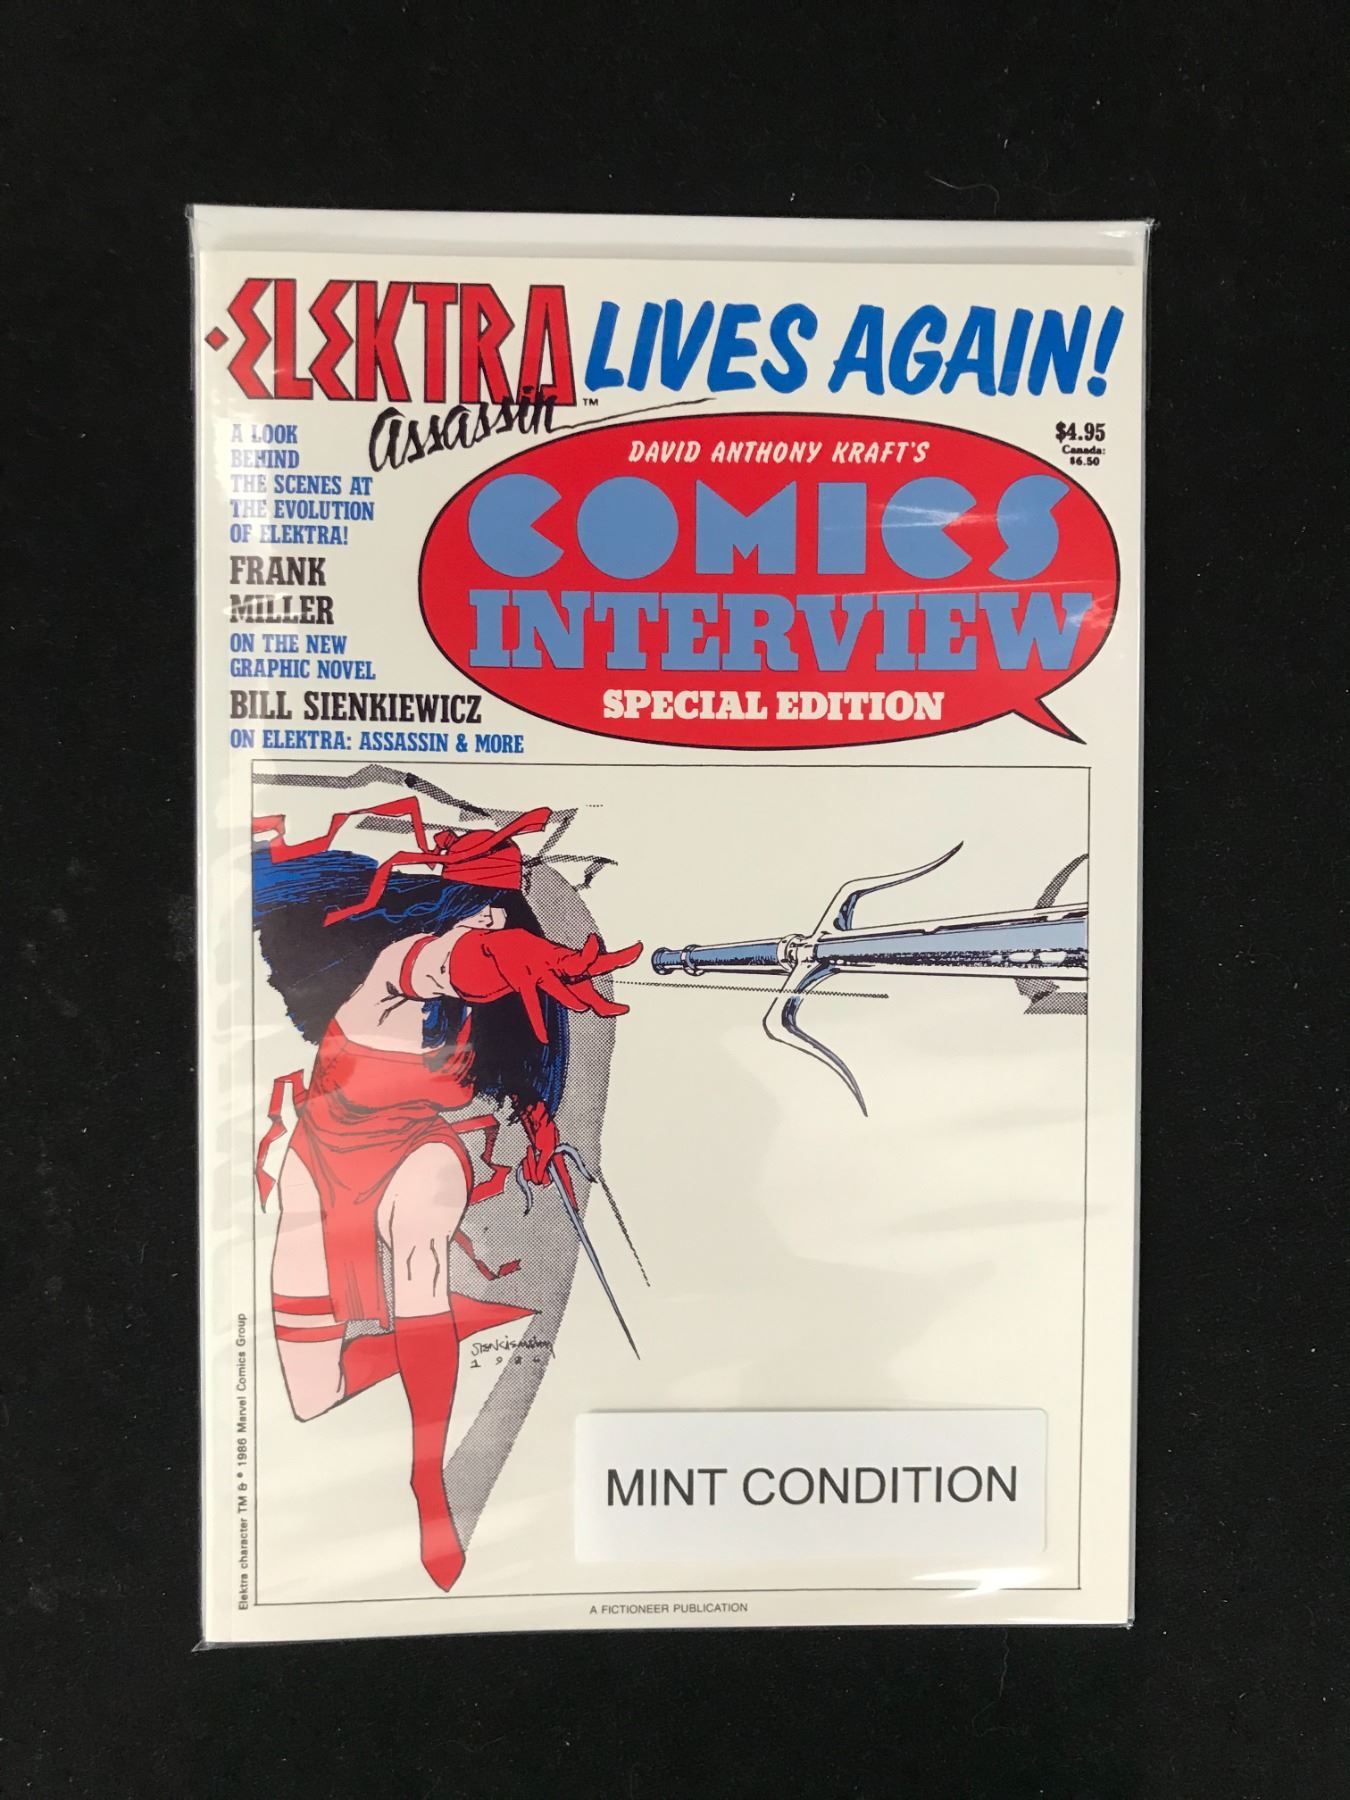 ELEKTRA LIVES AGAIN!
assassin ™
A LOOK
BEHIND
THE SCENES AT
THE EVOLUTION
OF ELEKTRA!
FRANK
MILLER
ON THE NEW
GRAPHIC NOVEL
BILL SIENKIEWICZ
ON ELEKTRA: ASSASSIN & MORE
DAVID ANTHONY KRAFT'S
COMICS
INTERVIEW
SPECIAL EDITION
$4.95
Canada:
$6.50
SIENKIEWICZ
1986
MINT CONDITION
Elektra character TM & © 1986 Marvel Comics Group
A FICTIONEER PUBLICATION